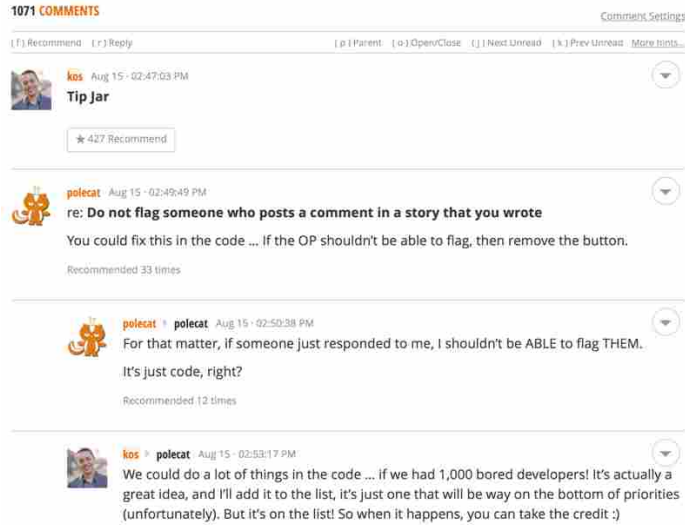 1071 COMMENTS
Comment Settings
(f) Recommend (r) Reply (p) Parent (o) Open/Close (j) Next Unread (k) Prev Unread More hints...
kos Aug 15 · 02:47:03 PM
Tip Jar
★ 427 Recommend
polecat Aug 15 · 02:49:49 PM
re: Do not flag someone who posts a comment in a story that you wrote
You could fix this in the code ... If the OP shouldn't be able to flag, then remove the button.
Recommended 33 times
polecat polecat Aug 15 · 02:50:38 PM
For that matter, if someone just responded to me, I shouldn't be ABLE to flag THEM.
It's just code, right?
Recommended 12 times
kos polecat Aug 15 · 02:53:17 PM
We could do a lot of things in the code ... if we had 1,000 bored developers! It's actually a
great idea, and I'll add it to the list, it's just one that will be way on the bottom of priorities
(unfortunately). But it's on the list! So when it happens, you can take the credit :)